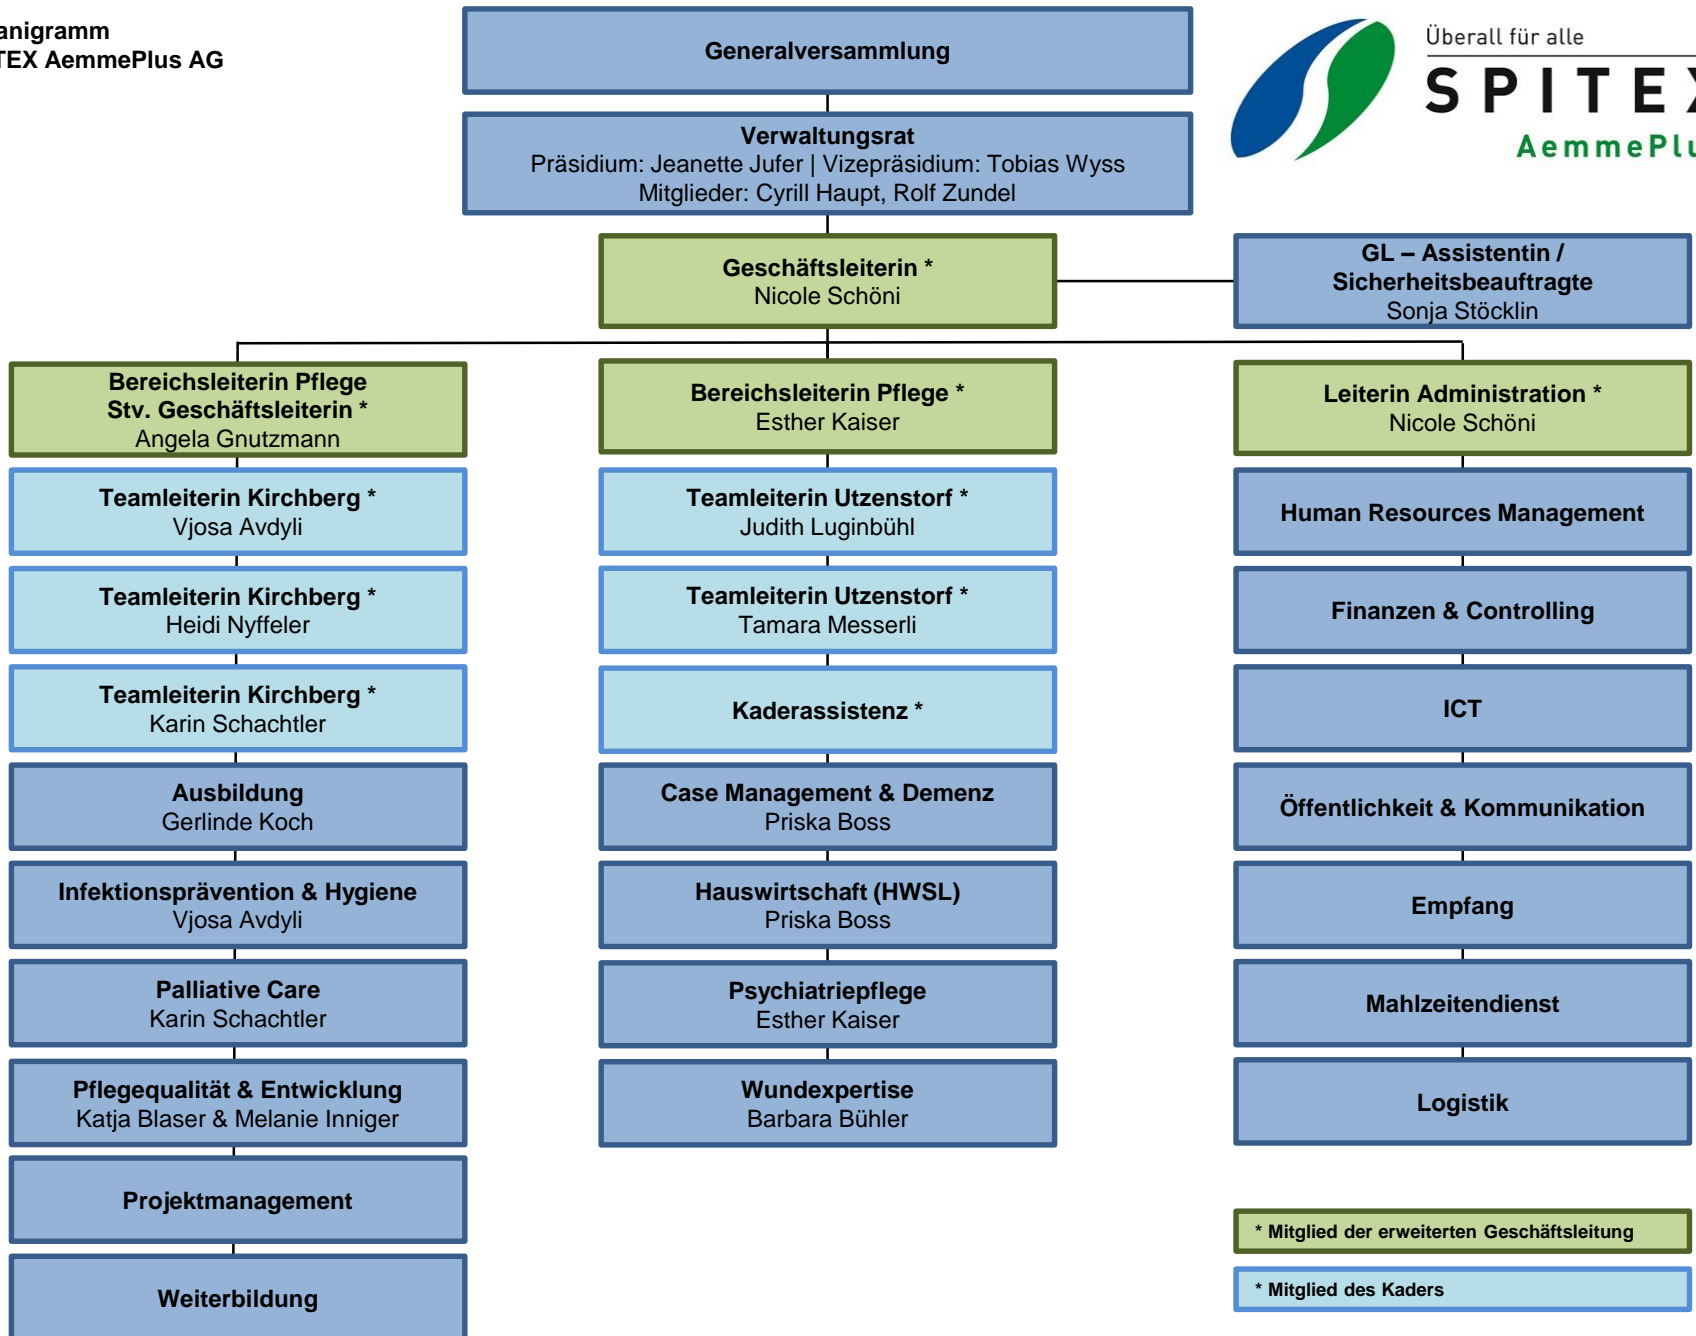 anigramm
TEX AemmePlus AG
Überall für alle
SPITEX
AemmePlu
Generalversammlung
Verwaltungsrat
Präsidium: Jeanette Jufer | Vizepräsidium: Tobias Wyss
Mitglieder: Cyrill Haupt, Rolf Zundel
Geschäftsleiterin *
Nicole Schöni
GL – Assistentin /
Sicherheitsbeauftragte
Sonja Stöcklin
Bereichsleiterin Pflege
Stv. Geschäftsleiterin *
Angela Gnutzmann
Teamleiterin Kirchberg *
Vjosa Avdyli
Teamleiterin Kirchberg *
Heidi Nyffeler
Teamleiterin Kirchberg *
Karin Schachtler
Ausbildung
Gerlinde Koch
Infektionsprävention & Hygiene
Vjosa Avdyli
Palliative Care
Karin Schachtler
Pflegequalität & Entwicklung
Katja Blaser & Melanie Inniger
Projektmanagement
Weiterbildung
Bereichsleiterin Pflege *
Esther Kaiser
Teamleiterin Utzenstorf *
Judith Luginbühl
Teamleiterin Utzenstorf *
Tamara Messerli
Kaderassistenz *
Case Management & Demenz
Priska Boss
Hauswirtschaft (HWSL)
Priska Boss
Psychiatriepflege
Esther Kaiser
Wundexpertise
Barbara Bühler
Leiterin Administration *
Nicole Schöni
Human Resources Management
Finanzen & Controlling
ICT
Öffentlichkeit & Kommunikation
Empfang
Mahlzeitendienst
Logistik
* Mitglied der erweiterten Geschäftsleitung
* Mitglied des Kaders